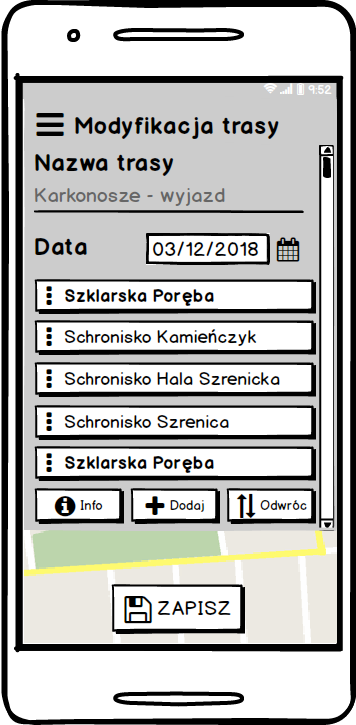 9:52
Modyfikacja trasy
Nazwa trasy
Karkonosze - wyjazd
Data 03/12/2018
Szklarska Poręba
Schronisko Kamieńczyk
Schronisko Hala Szrenicka
Schronisko Szrenica
Szklarska Poręba
Info Dodaj Odwróc
ZAPISZ